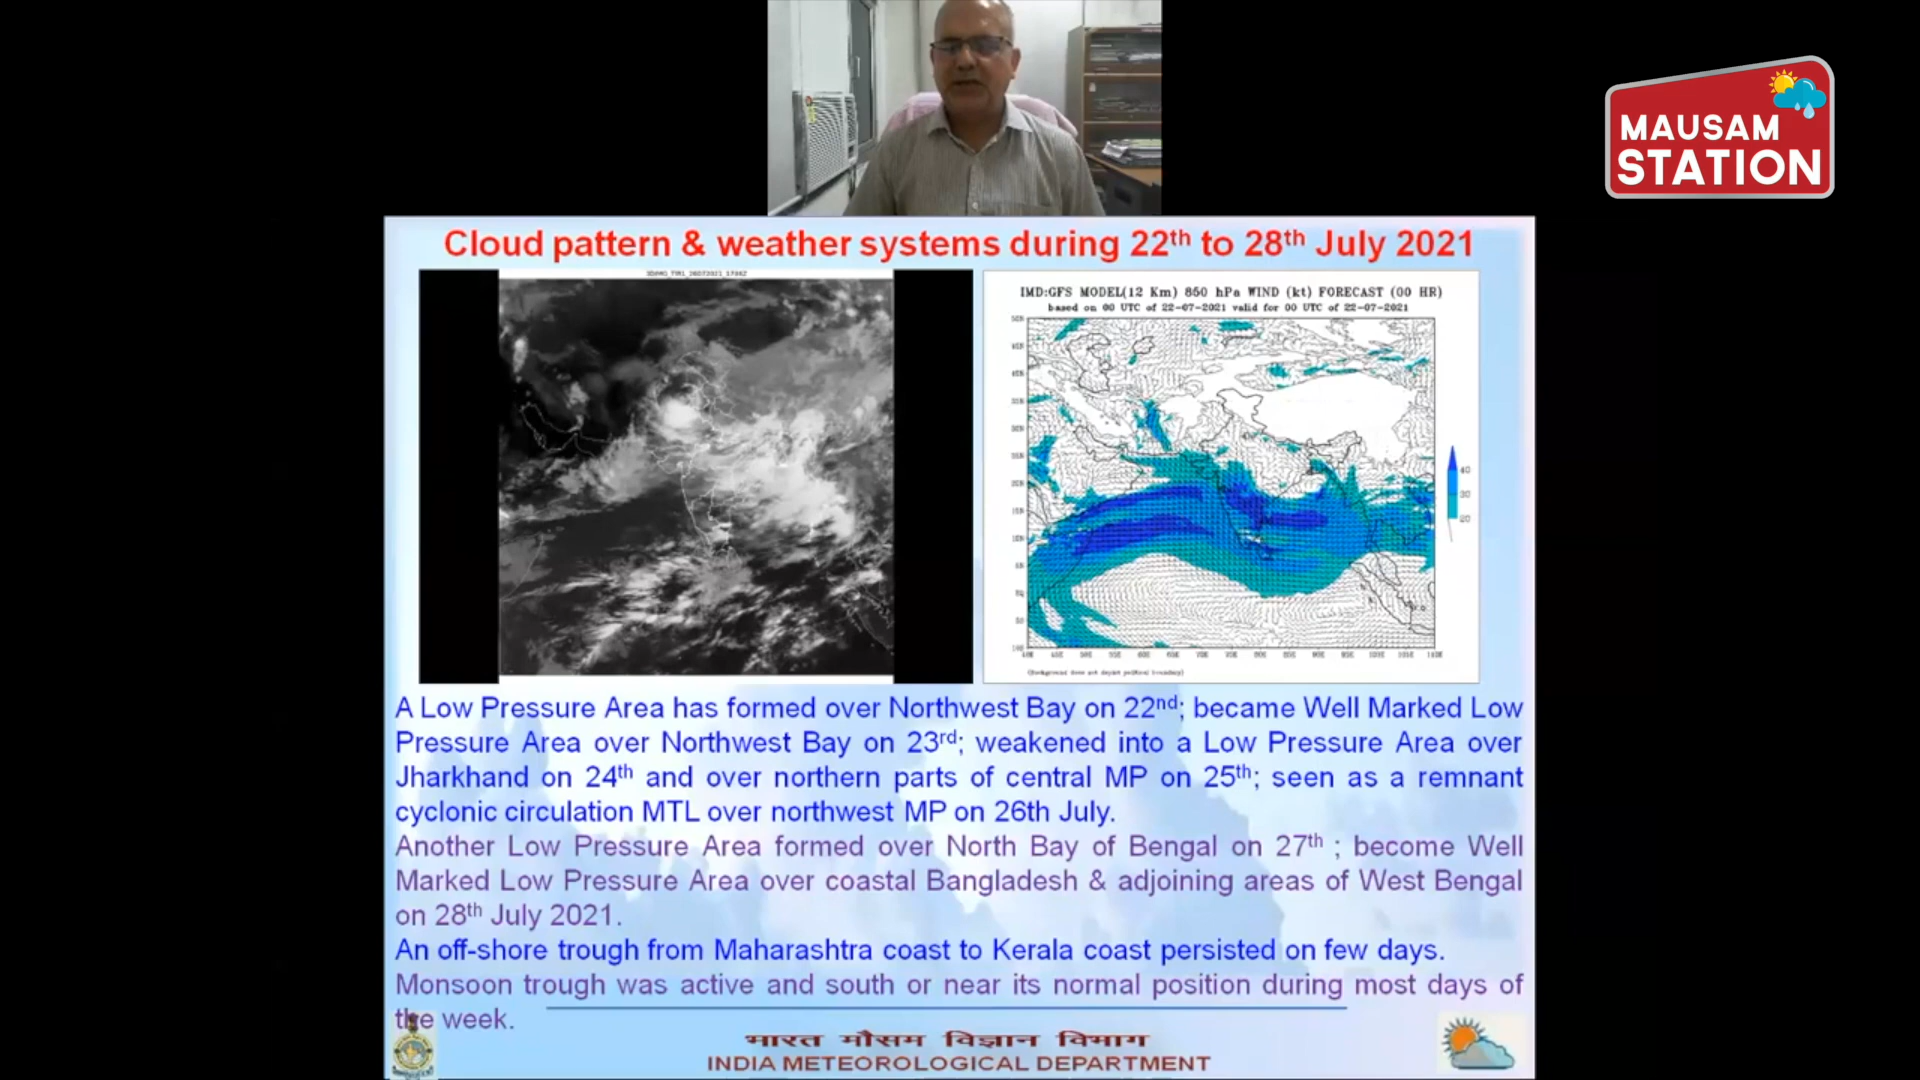 MAUSAM
STATION
Cloud pattern & weather systems during 22th to 28th July 2021
IMD:GFS MODEL(12 Km) 850 hPa WIND (kt) FORECAST (00 HR)
based on 00 UTC of 22-07-2021 valid for 00 UTC of 22-07-2021
40
30
20
A Low Pressure Area has formed over Northwest Bay on 22nd; became Well Marked Low
Pressure Area over Northwest Bay on 23rd; weakened into a Low Pressure Area over
Jharkhand on 24th and over northern parts of central MP on 25th; seen as a remnant
cyclonic circulation MTL over northwest MP on 26th July.
Another Low Pressure Area formed over North Bay of Bengal on 27th ; become Well
Marked Low Pressure Area over coastal Bangladesh & adjoining areas of West Bengal
on 28th July 2021.
An off-shore trough from Maharashtra coast to Kerala coast persisted on few days.
Monsoon trough was active and south or near its normal position during most days of
the week.
भारत मौसम विज्ञान विभाग
INDIA METEOROLOGICAL DEPARTMENT